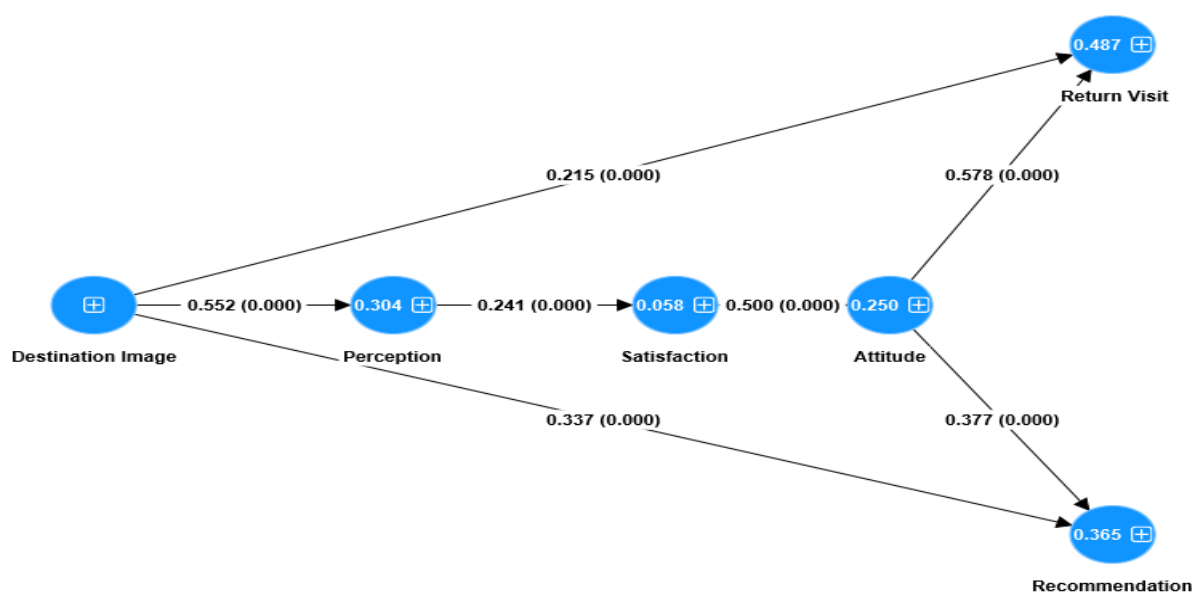 0.487
Return Visit
0.215 (0.000)
0.578 (0.000)
0.552 (0.000)
0.304
0.241 (0.000)
0.058
0.500 (0.000)
0.250
Destination Image
Perception
Satisfaction
Attitude
0.337 (0.000)
0.377 (0.000)
0.365
Recommendation